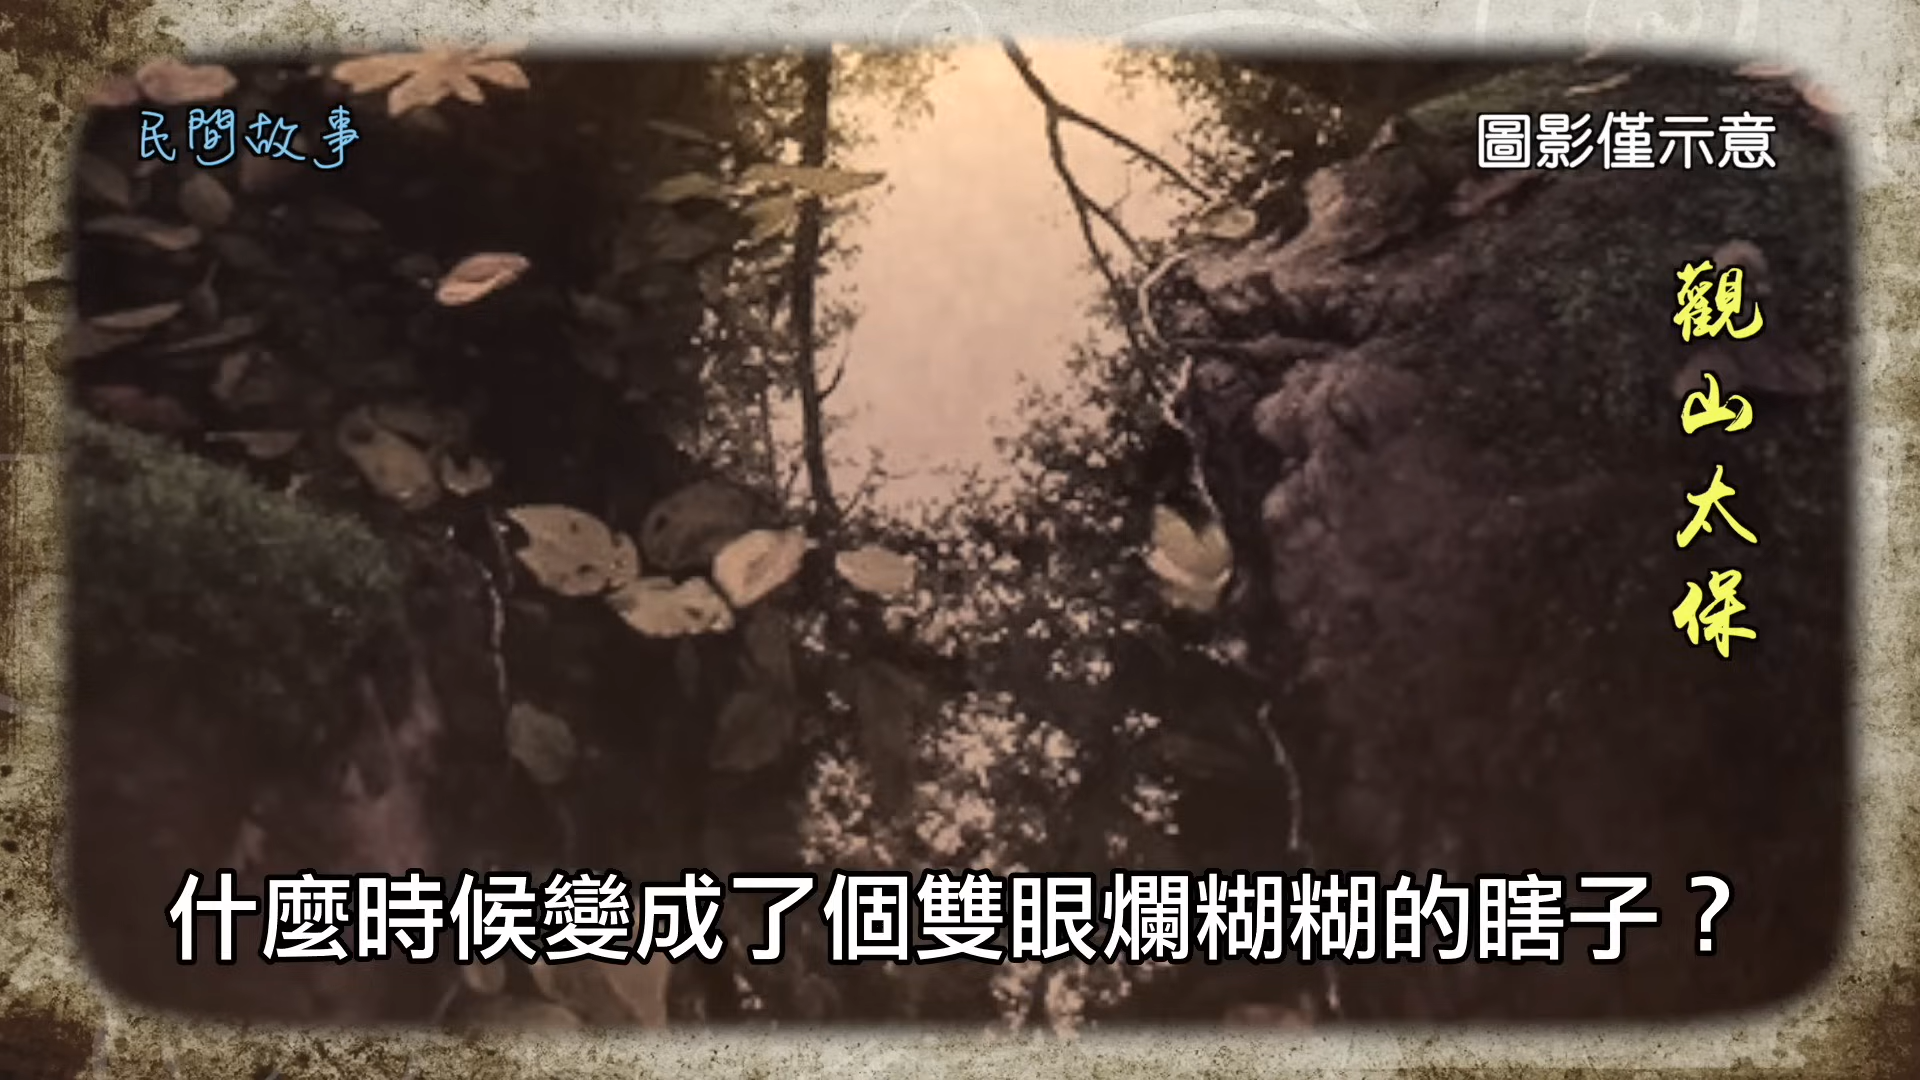 民間故事
圖影僅示意
觀山太保
什麼時候變成了個雙眼爛糊糊的瞎子？